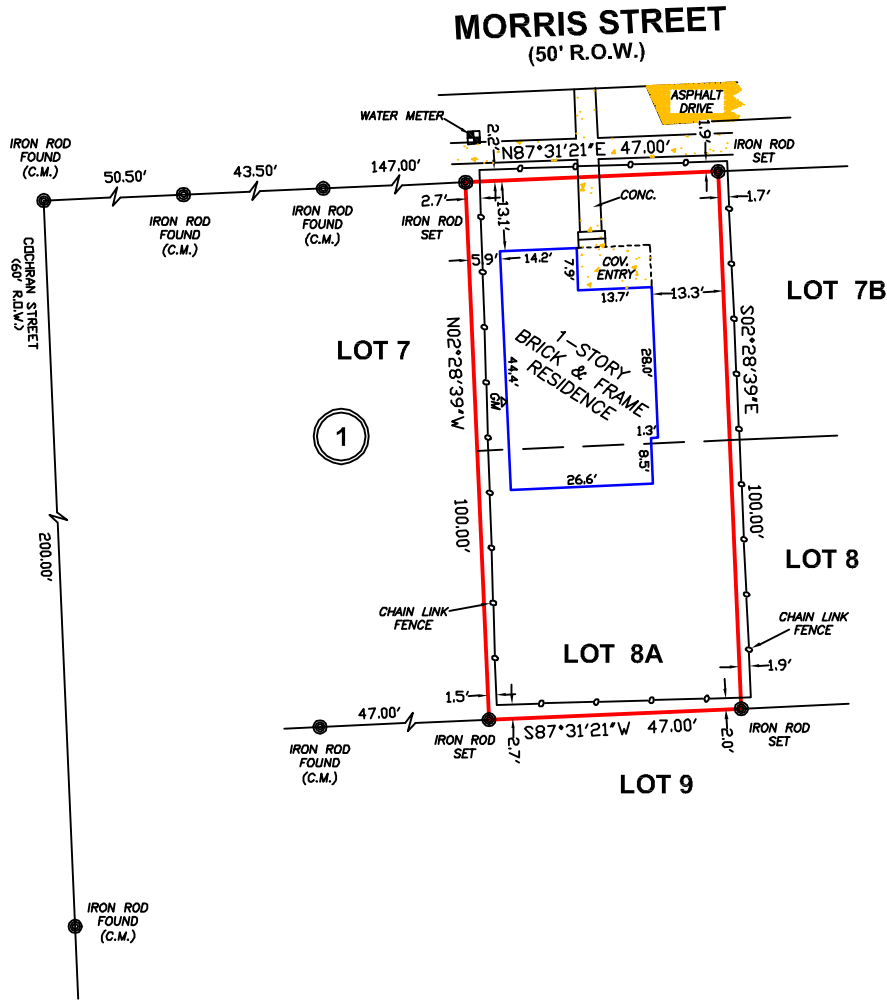 MORRIS STREET
(50' R.O.W.)
ASPHALT
DRIVE
WATER METER
2.2'
1.9'
N87°31'21"E 47.00'
IRON ROD
SET
IRON ROD
FOUND
(C.M.)
50.50'
43.50'
147.00'
IRON ROD
FOUND
(C.M.)
IRON ROD
FOUND
(C.M.)
2.7'
IRON ROD
SET
13.1'
CONC.
1.7'
COCHRAN STREET
(60' R.O.W.)
5.9'
14.2'
7.9'
COV.
ENTRY
13.7'
13.3'
LOT 7B
LOT 7
N02°28'39"W
44.4'
GM
1-STORY
BRICK & FRAME
RESIDENCE
28.0'
S02°28'39"E
1
1.3'
8.5'
26.6'
100.00'
100.00'
200.00'
LOT 8
CHAIN LINK
FENCE
CHAIN LINK
FENCE
LOT 8A
1.9'
1.5'
47.00'
IRON ROD
FOUND
(C.M.)
IRON ROD
SET
2.7'
S87°31'21"W 47.00'
2.0'
IRON ROD
SET
LOT 9
IRON ROD
FOUND
(C.M.)